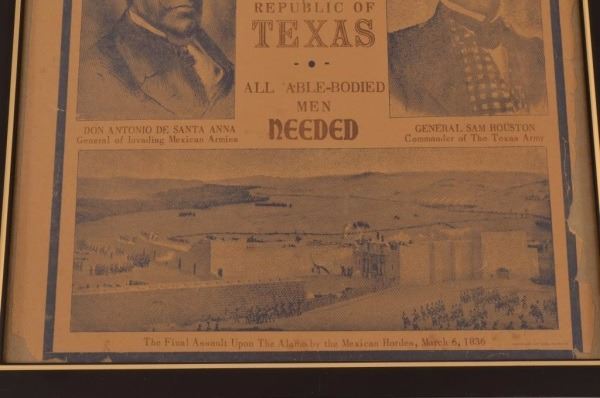 REPUBLIC OF
TEXAS
ALL ABLE-BODIED
MEN
NEEDED
DON ANTONIO DE SANTA ANNA
General of Invading Mexican Armies
GENERAL SAM HOUSTON
Commander of The Texas Army
The Final Assault Upon The Alamo by the Mexican Hordes, March 6, 1836